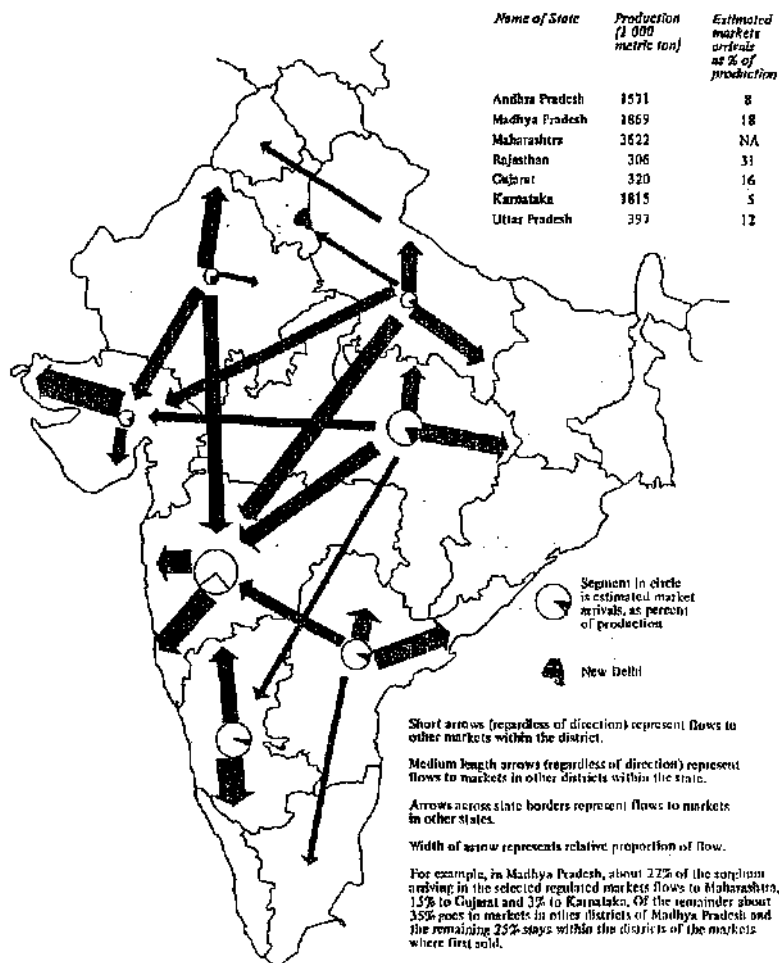 Name of State Production (1 000 metric ton) Estimated markets arrivals as % of production
Andhra Pradesh 1571 8
Madhya Pradesh 1869 18
Maharashtra 3622 NA
Rajasthan 306 31
Gujarat 320 16
Karnataka 1815 5
Uttar Pradesh 397 12
Segment in circle
is estimated market
arrivals, as percent
of production
New Delhi
Short arrows (regardless of direction) represent flows to
other markets within the district.
Medium length arrows (regardless of direction) represent
flows to markets in other districts within the state.
Arrows across state borders represent flows to markets
in other states.
Width of arrow represents relative proportion of flow.
For example, in Madhya Pradesh, about 22% of the sorghum
arriving in the selected regulated markets flows to Maharashtra,
15% to Gujarat and 3% to Karnataka. Of the remainder about
35% goes to markets in other districts of Madhya Pradesh and
the remaining 25% stays within the districts of the markets
where first sold.